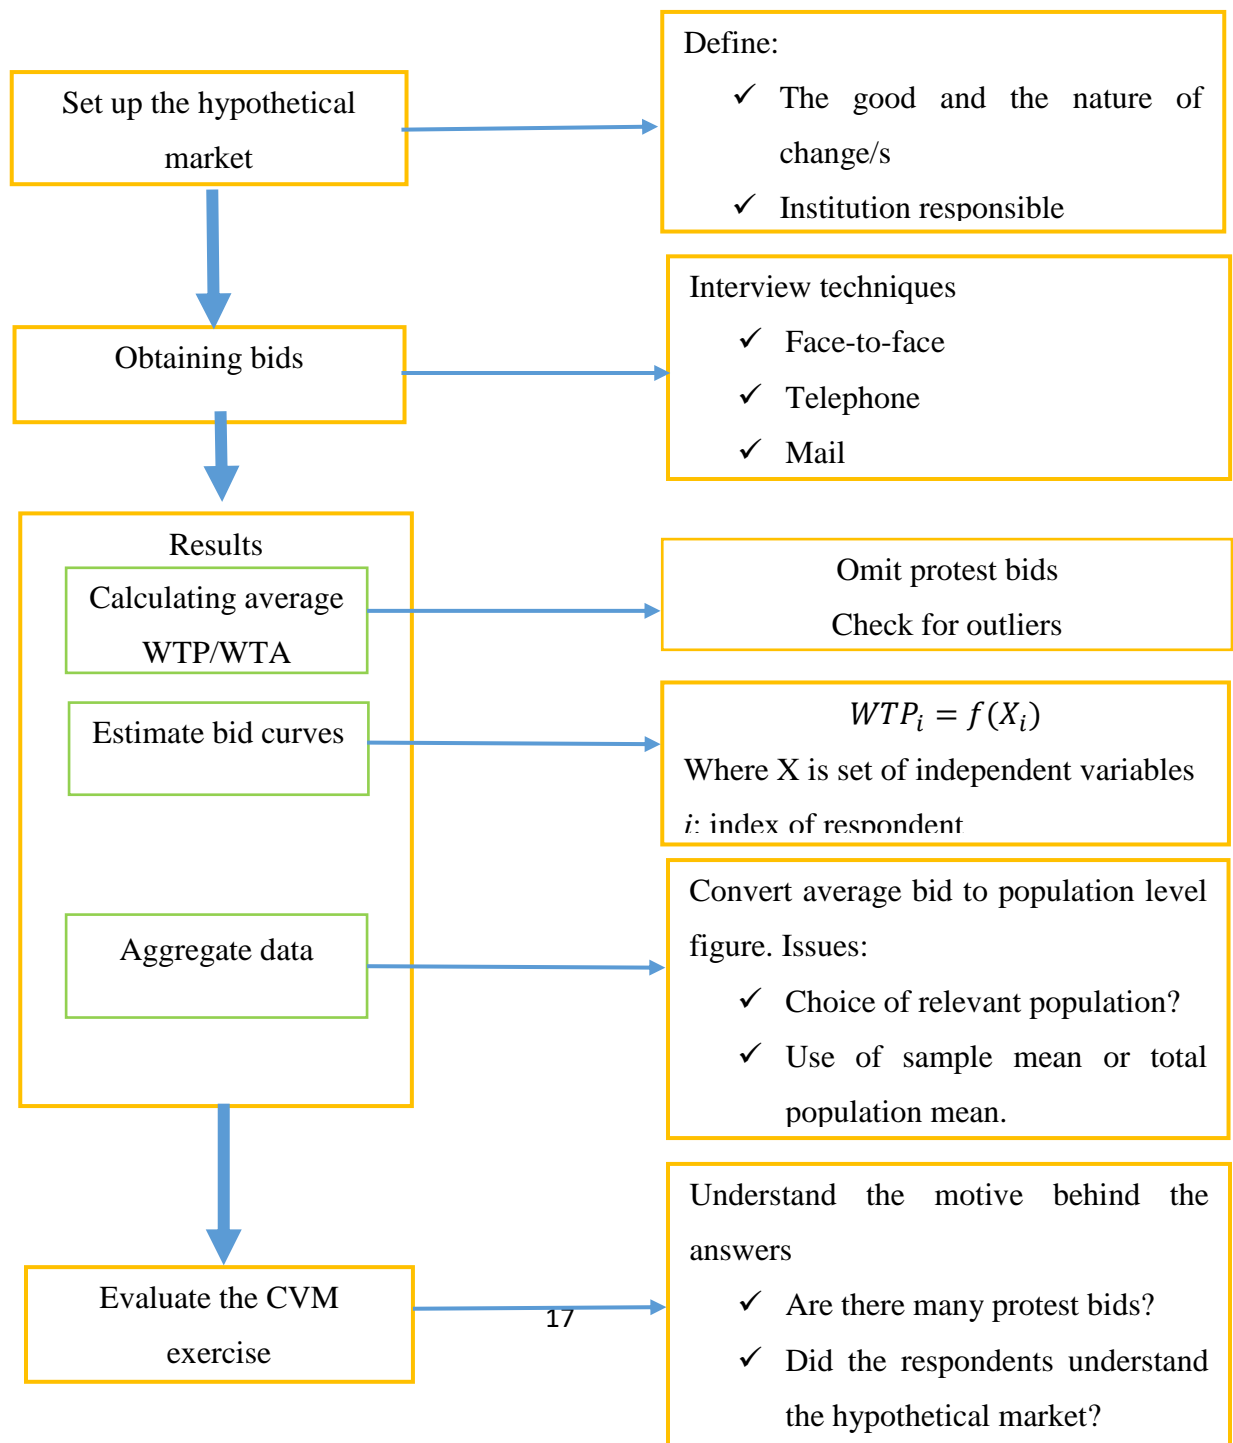 Set up the hypothetical
market
Define:
✓ The good and the nature of
change/s
✓ Institution responsible
Obtaining bids
Interview techniques
✓ Face-to-face
✓ Telephone
✓ Mail
Results
Calculating average
WTP/WTA
Omit protest bids
Check for outliers
Estimate bid curves
WTP_i = f(X_i)
Where X is set of independent variables
i: index of respondent
Aggregate data
Convert average bid to population level
figure. Issues:
✓ Choice of relevant population?
✓ Use of sample mean or total
population mean.
Evaluate the CVM
exercise
17
Understand the motive behind the
answers
✓ Are there many protest bids?
✓ Did the respondents understand
the hypothetical market?